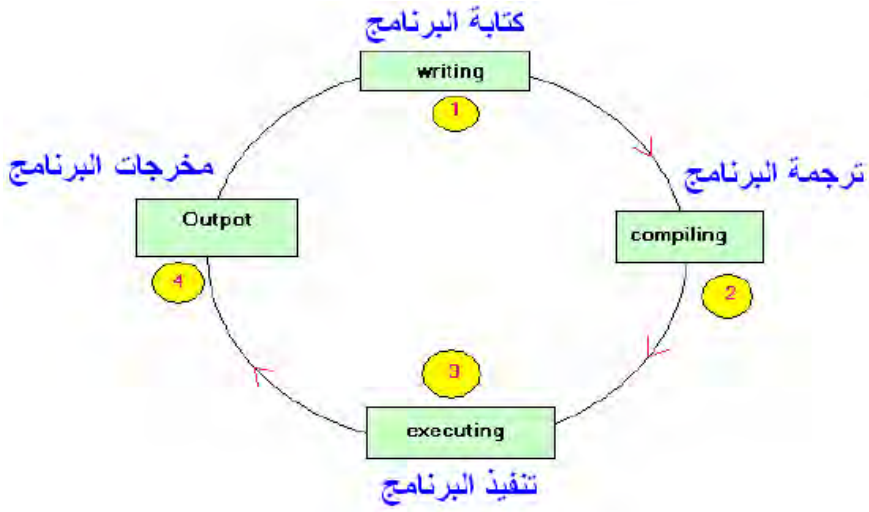 كتابة البرنامج
writing
1
ترجمة البرنامج
compiling
2
3
executing
تنفيذ البرنامج
مخرجات البرنامج
Outpot
4